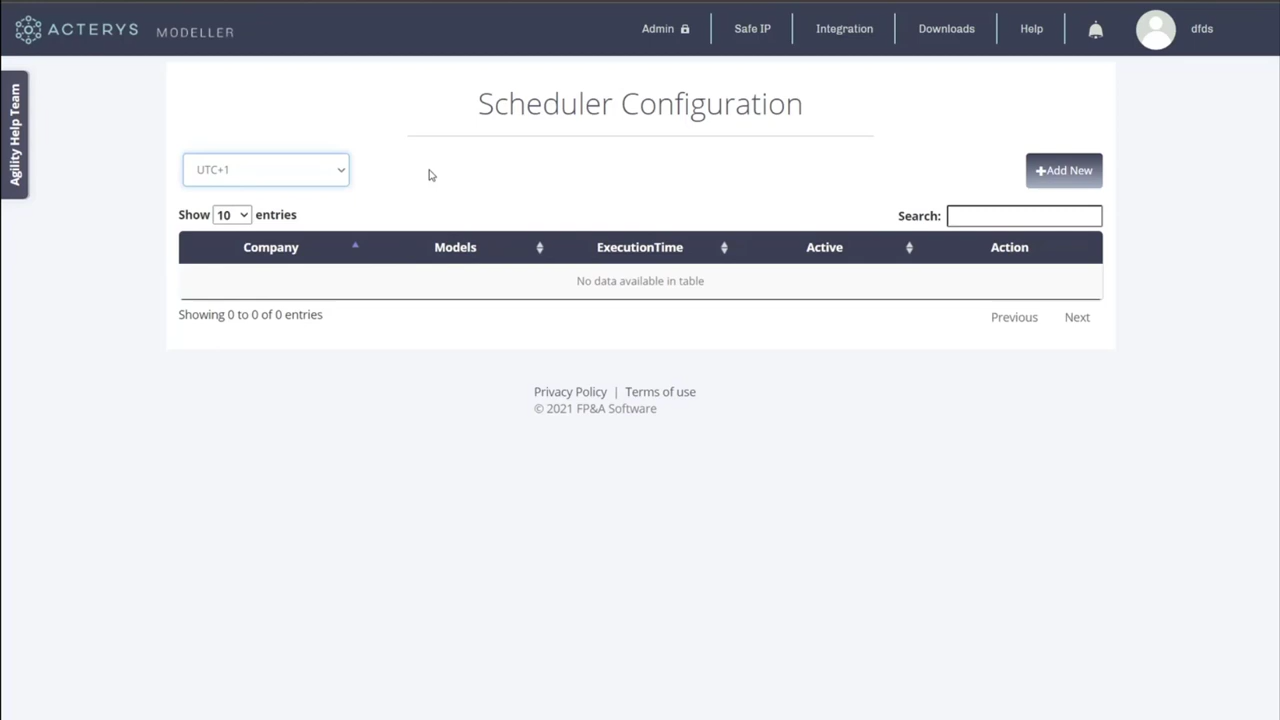 ACTERYS MODELLER
Admin
Safe IP
Integration
Downloads
Help
dfds
Agility Help Team
Scheduler Configuration
UTC+1
+Add New
Show 10 entries
Search:
Company Models ExecutionTime Active Action
No data available in table
Showing 0 to 0 of 0 entries
Previous Next
Privacy Policy | Terms of use
© 2021 FP&A Software